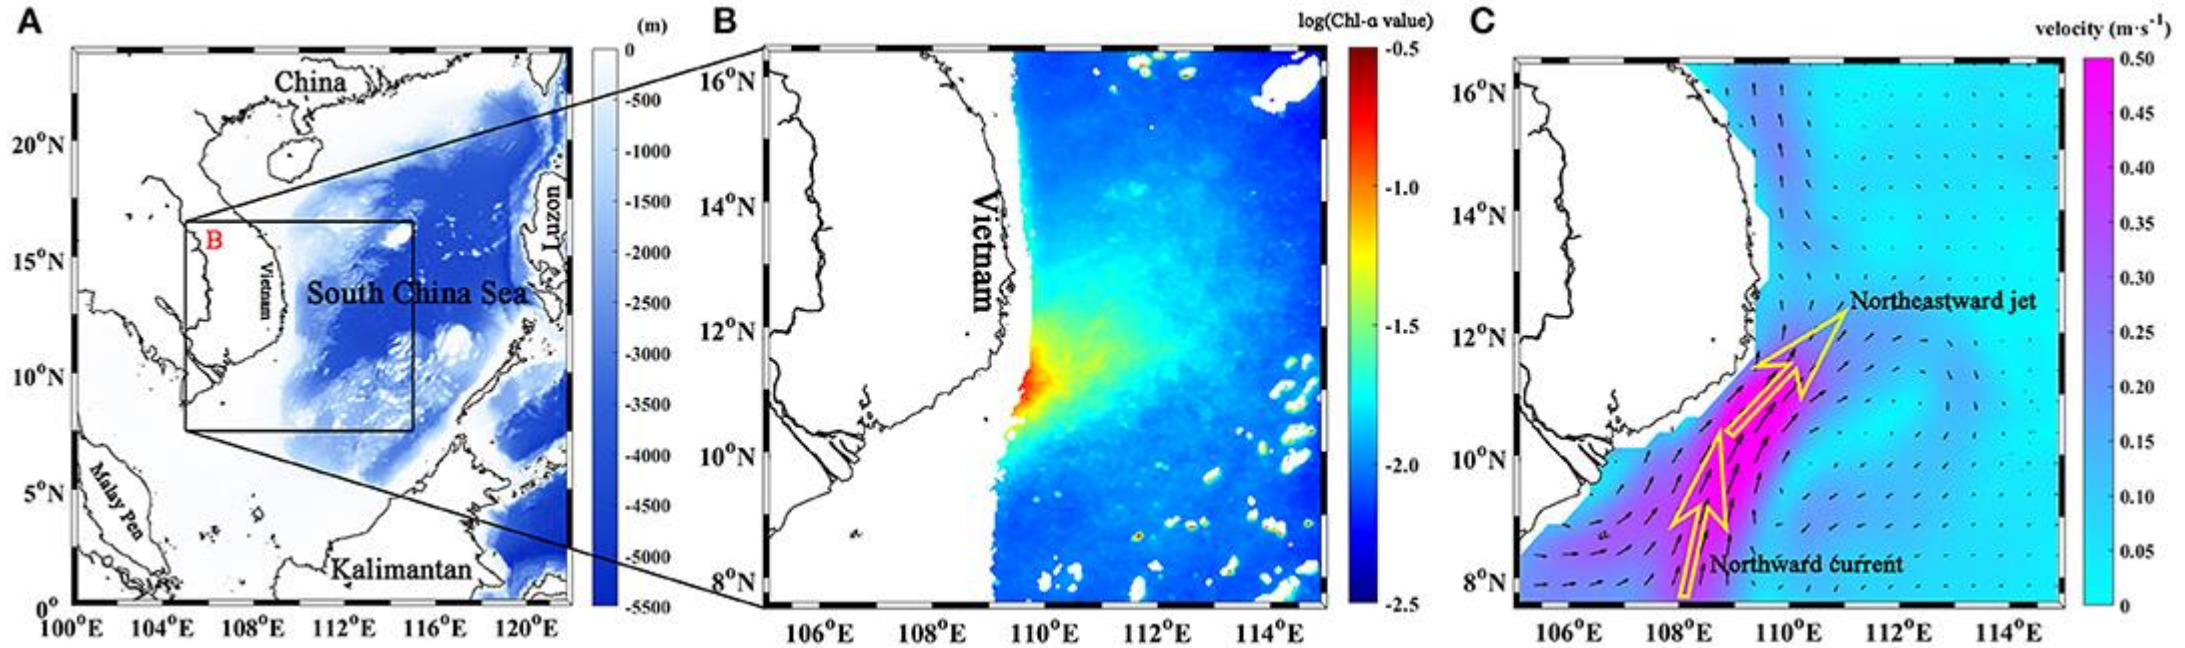 A
(m)
China
20°N
15°N
10°N
5°N
0°
B
Vietnam
South China Sea
Luzon
Malay Pen
Kalimantan
100°E 104°E 108°E 112°E 116°E 120°E
0
-500
-1000
-1500
-2000
-2500
-3000
-3500
-4000
-4500
-5000
-5500
B
log(Chl-a value)
16°N
14°N
12°N
10°N
8°N
Vietnam
106°E 108°E 110°E 112°E 114°E
-0.5
-1.0
-1.5
-2.0
-2.5
C
velocity (m·s⁻¹)
16°N
14°N
12°N
10°N
8°N
Northeastward jet
Northward current
106°E 108°E 110°E 112°E 114°E
0.50
0.45
0.40
0.35
0.30
0.25
0.20
0.15
0.10
0.05
0